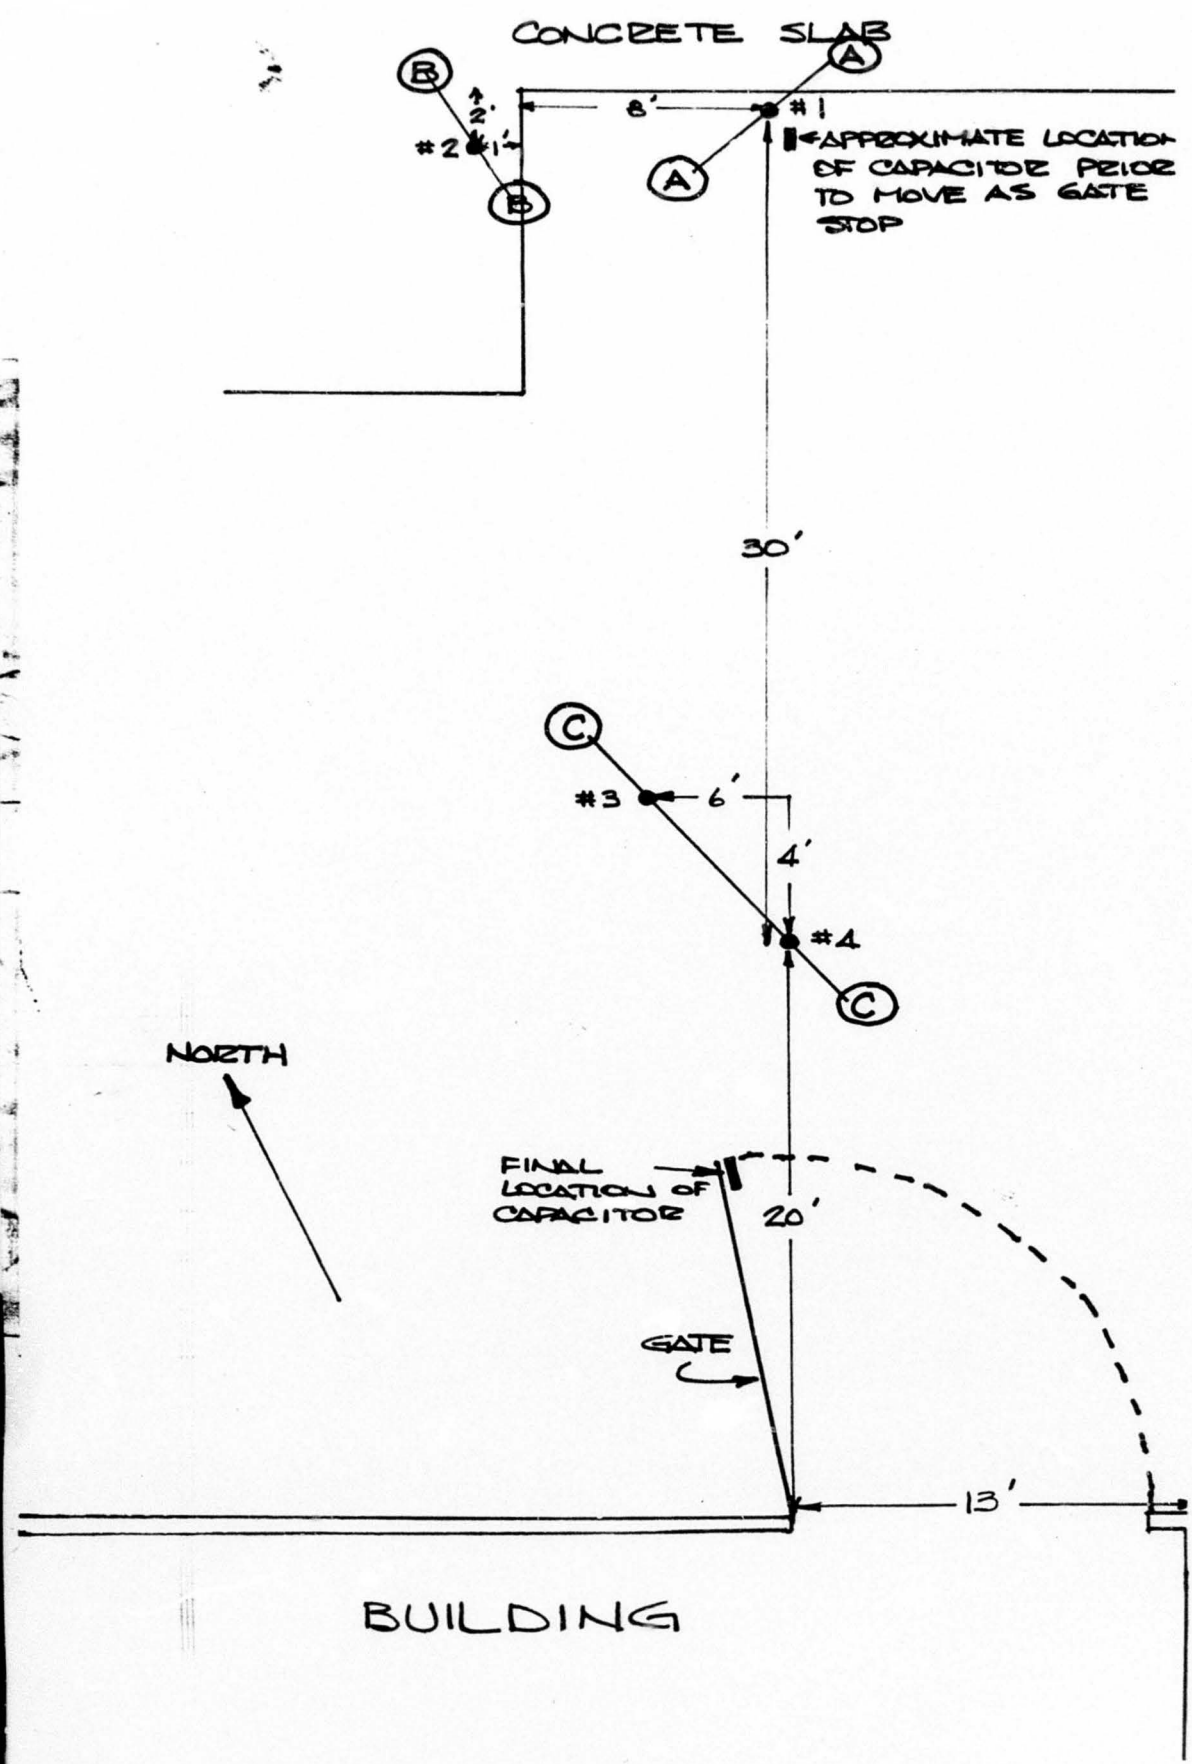 CONCRETE SLAB
B
A
2'
8'
#1
#2
1'
APPROXIMATE LOCATION
OF CAPACITOR PRIOR
TO MOVE AS GATE
STOP
A
B
30'
C
#3
6'
4'
#4
C
NORTH
FINAL
LOCATION OF
CAPACITOR
20'
GATE
13'
BUILDING